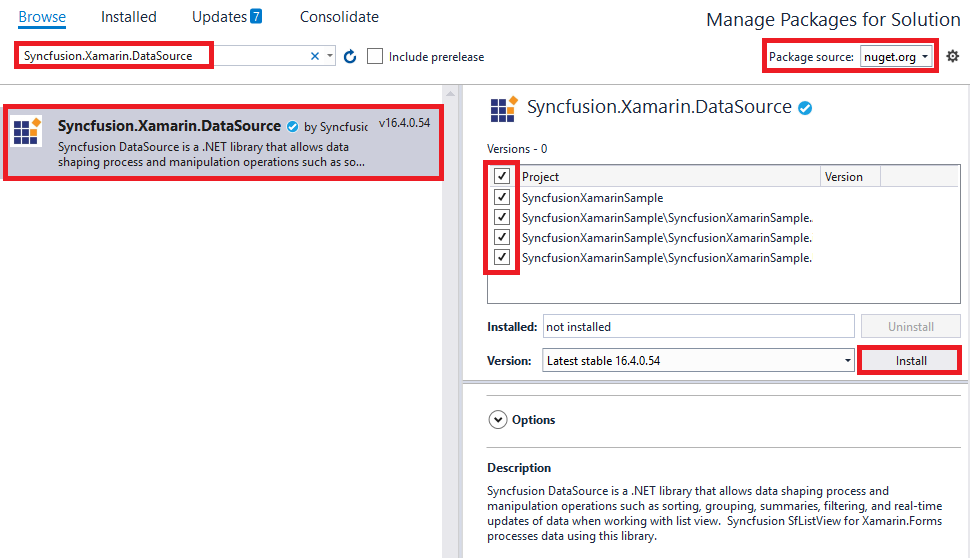 Browse Installed Updates 7 Consolidate
Manage Packages for Solution
Syncfusion.Xamarin.DataSource
Include prerelease
Package source: nuget.org
Syncfusion.Xamarin.DataSource by Syncfusic v16.4.0.54
Syncfusion DataSource is a .NET library that allows data
shaping process and manipulation operations such as so...
Syncfusion.Xamarin.DataSource
Versions - 0
Project Version
SyncfusionXamarinSample
SyncfusionXamarinSample\SyncfusionXamarinSample.
SyncfusionXamarinSample\SyncfusionXamarinSample.
SyncfusionXamarinSample\SyncfusionXamarinSample.
Installed: not installed Uninstall
Version: Latest stable 16.4.0.54 Install
Options
Description
Syncfusion DataSource is a .NET library that allows data shaping process and
manipulation operations such as sorting, grouping, summaries, filtering, and real-time
updates of data when working with list view. Syncfusion SfListView for Xamarin.Forms
processes data using this library.